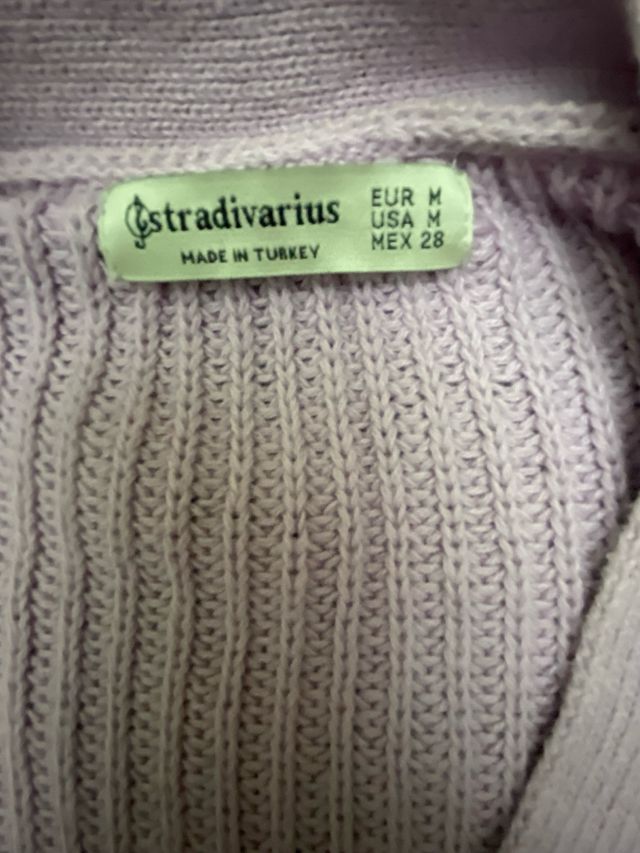 stradivarius
MADE IN TURKEY
EUR M
USA M
MEX 28